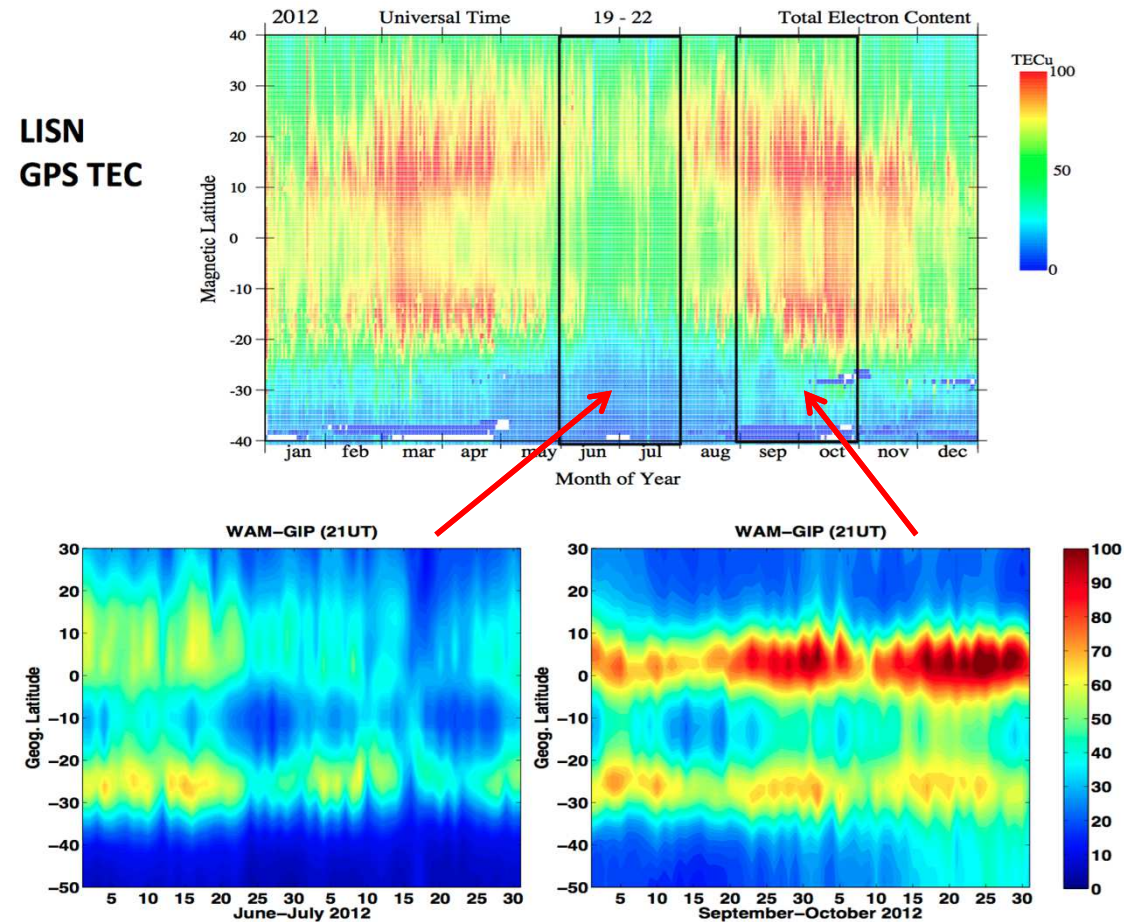 2012 Universal Time 19 - 22 Total Electron Content
LISN
GPS TEC
TECu
100
50
0
40
30
20
10
0
-10
-20
-30
-40
Magnetic Latitude
jan feb mar apr may jun jul aug sep oct nov dec
Month of Year
WAM-GIP (21UT)
30
20
10
0
-10
-20
-30
-40
-50
Geog. Latitude
5 10 15 20 25 30 5 10 15 20 25 31
June-July 2012
WAM-GIP (21UT)
30
20
10
0
-10
-20
-30
-40
-50
Geog. Latitude
5 10 15 20 25 30 5 10 15 20 25 30
September-October 2012
100
90
80
70
60
50
40
30
20
10
0